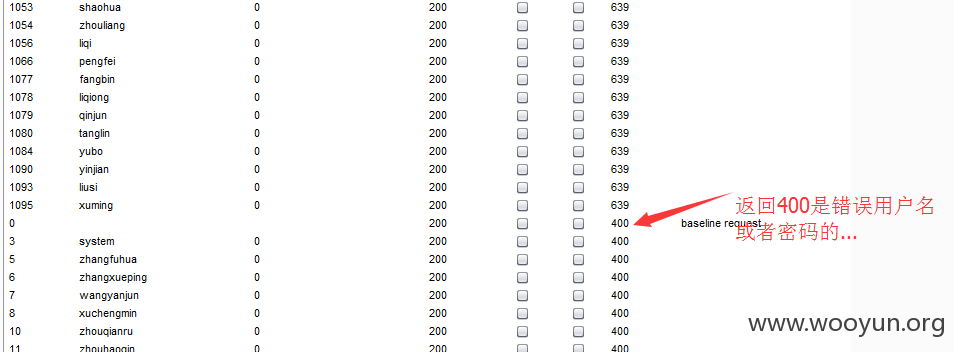 1053 shaohua 0 200 639
1054 zhouliang 0 200 639
1056 liqi 0 200 639
1066 pengfei 0 200 639
1077 fangbin 0 200 639
1078 liqiong 0 200 639
1079 qinjun 0 200 639
1080 tanglin 0 200 639
1084 yubo 0 200 639
1090 yinjian 0 200 639
1093 liusi 0 200 639
1095 xuming 0 200 639
0 200 400 baseline request
3 system 0 200 400
5 zhangfuhua 0 200 400
6 zhangxueping 0 200 400
7 wangyanjun 0 200 400
8 xuchengmin 0 200 400
10 zhouqianru 0 200 400
11 zhouhaoqin 0 200 400
返回400是错误用户名
或者密码的...
www.wooyun.org